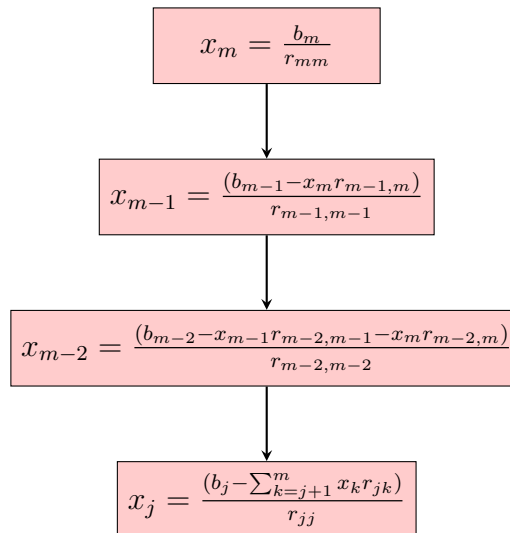 $x_m = \frac{b_m}{r_{mm}}$
$x_{m-1} = \frac{(b_{m-1} - x_m r_{m-1,m})}{r_{m-1,m-1}}$
$x_{m-2} = \frac{(b_{m-2} - x_{m-1} r_{m-2,m-1} - x_m r_{m-2,m})}{r_{m-2,m-2}}$
$x_j = \frac{(b_j - \sum_{k=j+1}^{m} x_k r_{jk})}{r_{jj}}$